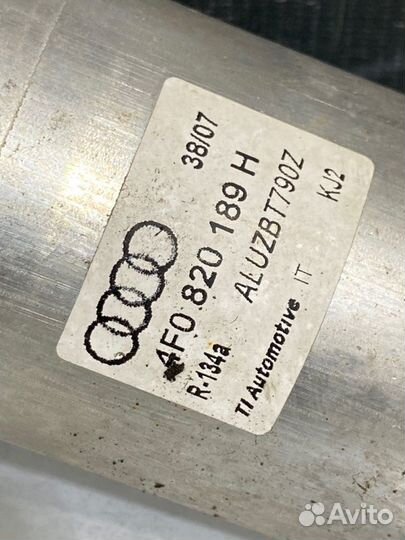 38/07
4F0 820 189 H
ALUZBT790Z
R-134a
TI Automotive IT
KJ2
Avito